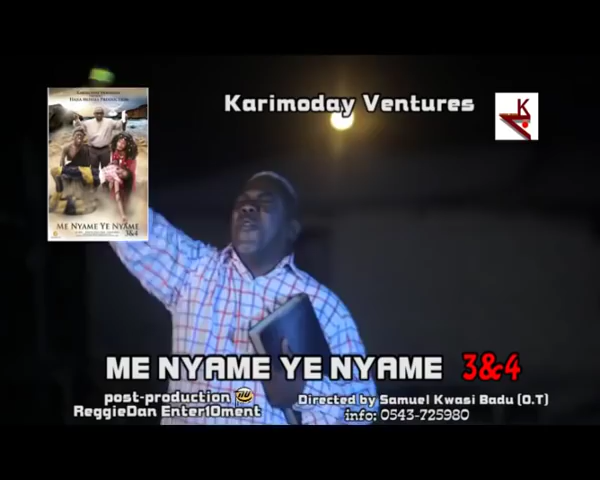 Karimoday Ventures
K
ME NYAME YE NYAME
3&4
ME NYAME YE NYAME 3&4
post-production
ReggieDan Enter10ment
Directed by Samuel Kwasi Badu (O.T)
info: 0543-725980